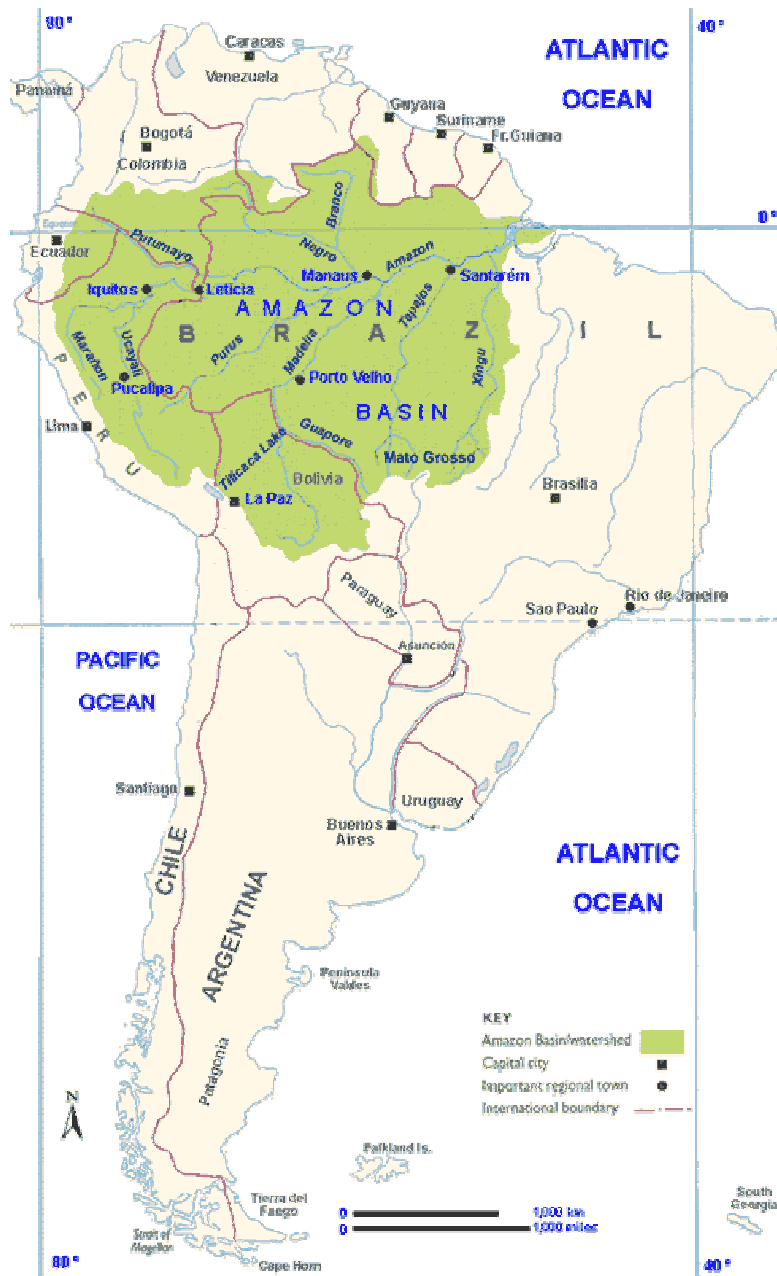 80°
40°
Caracas
ATLANTIC
OCEAN
Venezuela
Panamá
Guyana
Suriname
Fr.Guiana
Bogotá
Colombia
Branco
0°
Putumayo
Negro
Amazon
Ecuador
Manaus
Santarém
Iquitos
Leticia
AMAZON
Tapajos
BRAZIL
Marañon
Ucayali
Purus
Madeira
Xingu
Pucallpa
Porto Velho
PERU
BASIN
Lima
Guapore
Titicaca Lake
Mato Grosso
Bolivia
Brasilia
La Paz
Paraguay
Rio de Janeiro
Sao Paulo
Asunción
PACIFIC
OCEAN
Santiago
Uruguay
Buenos
Aires
CHILE
ATLANTIC
OCEAN
ARGENTINA
Peninsula
Valdes
KEY
Amazon Basin/watershed
Capital city
Important regional town
International boundary
Patagonia
N
Falkland Is.
Tierra del
Fuego
0 1,000 km
0 1,000 miles
South
Georgia
Strait of
Magellan
Cape Horn
80°
40°